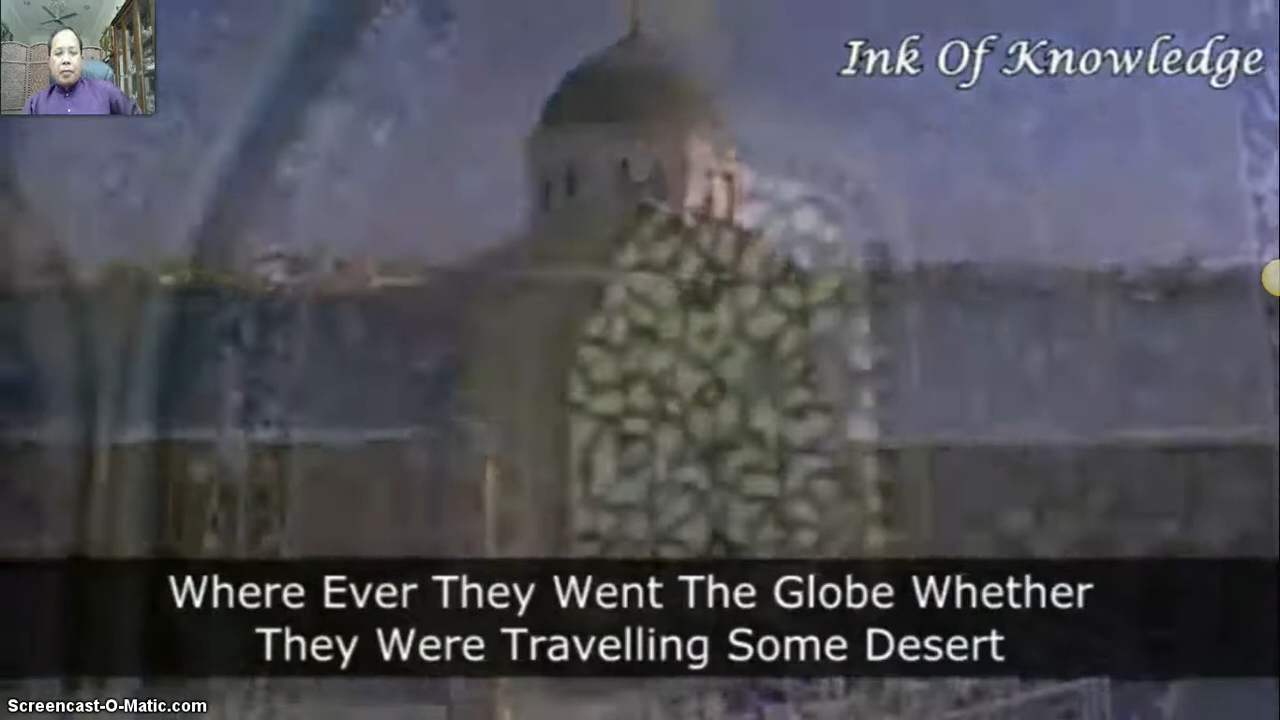 Ink Of Knowledge
Where Ever They Went The Globe Whether
They Were Travelling Some Desert
Screencast-O-Matic.com